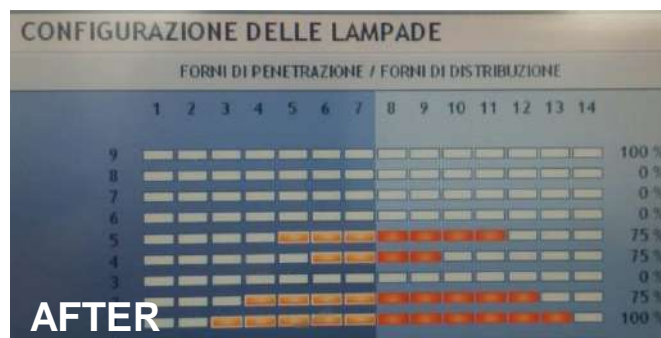 CONFIGURAZIONE DELLE LAMPADE
FORNI DI PENETRAZIONE / FORNI DI DISTRIBUZIONE
1 2 3 4 5 6 7 8 9 10 11 12 13 14
9 100 %
8 0 %
7 0 %
6 0 %
5 75 %
4 75 %
3 0 %
75 %
100 %
AFTER